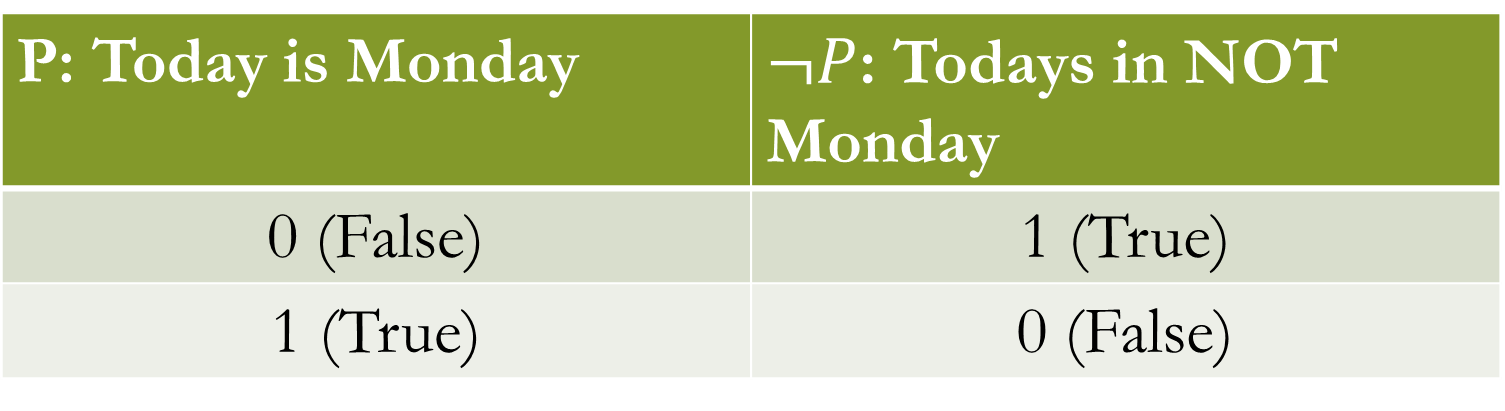 P: Today is Monday
¬P: Todays in NOT
Monday
0 (False)
1 (True)
1 (True)
0 (False)